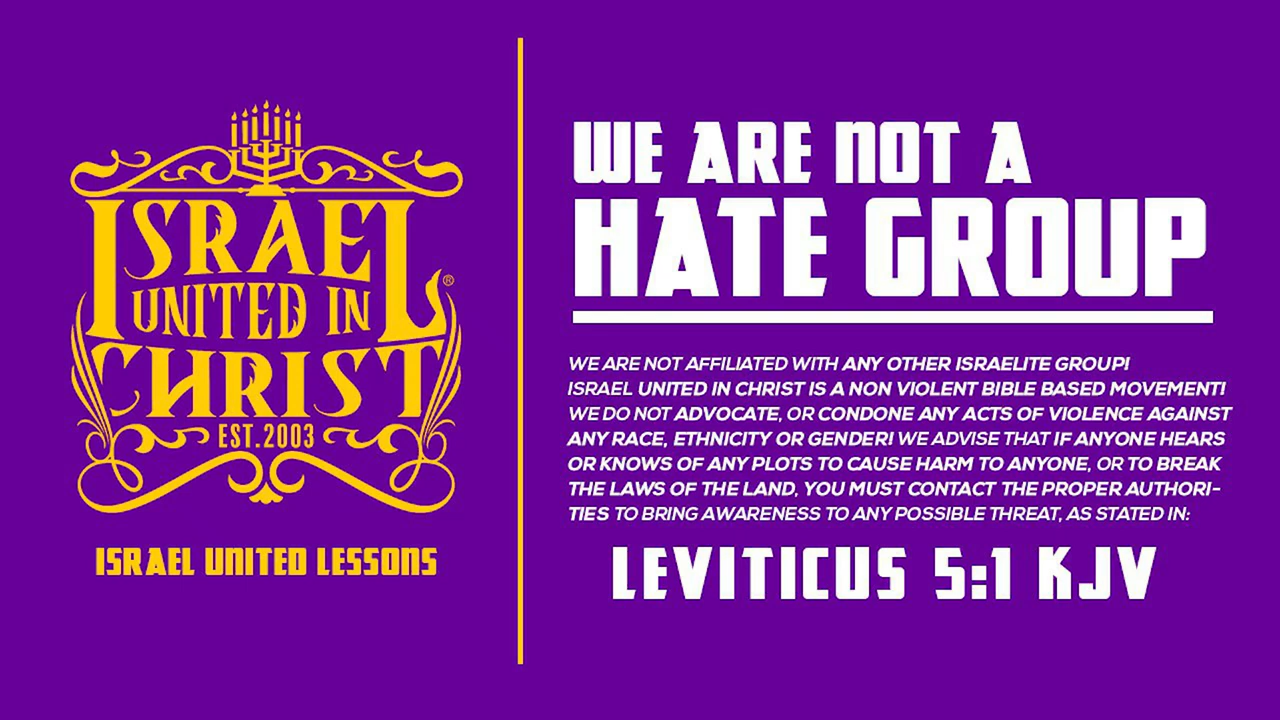 ISRAEL
UNITED IN
CHRIST
®
EST.2003
ISRAEL UNITED LESSONS
WE ARE NOT A
HATE GROUP
WE ARE NOT AFFILIATED WITH ANY OTHER ISRAELITE GROUP!
ISRAEL UNITED IN CHRIST IS A NON VIOLENT BIBLE BASED MOVEMENT!
WE DO NOT ADVOCATE, OR CONDONE ANY ACTS OF VIOLENCE AGAINST
ANY RACE, ETHNICITY OR GENDER! WE ADVISE THAT IF ANYONE HEARS
OR KNOWS OF ANY PLOTS TO CAUSE HARM TO ANYONE, OR TO BREAK
THE LAWS OF THE LAND, YOU MUST CONTACT THE PROPER AUTHORI-
TIES TO BRING AWARENESS TO ANY POSSIBLE THREAT, AS STATED IN:
LEVITICUS 5:1 KJV